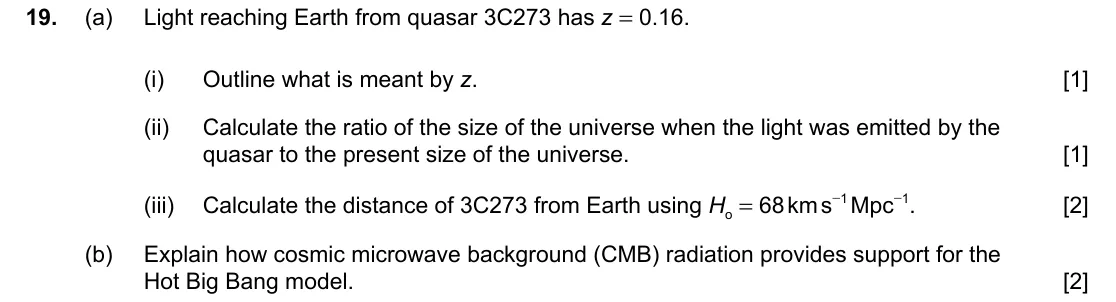 19. (a) Light reaching Earth from quasar 3C273 has z = 0.16.
(i) Outline what is meant by z. [1]
(ii) Calculate the ratio of the size of the universe when the light was emitted by the
quasar to the present size of the universe. [1]
(iii) Calculate the distance of 3C273 from Earth using H₀ = 68 km s⁻¹ Mpc⁻¹. [2]
(b) Explain how cosmic microwave background (CMB) radiation provides support for the
Hot Big Bang model. [2]